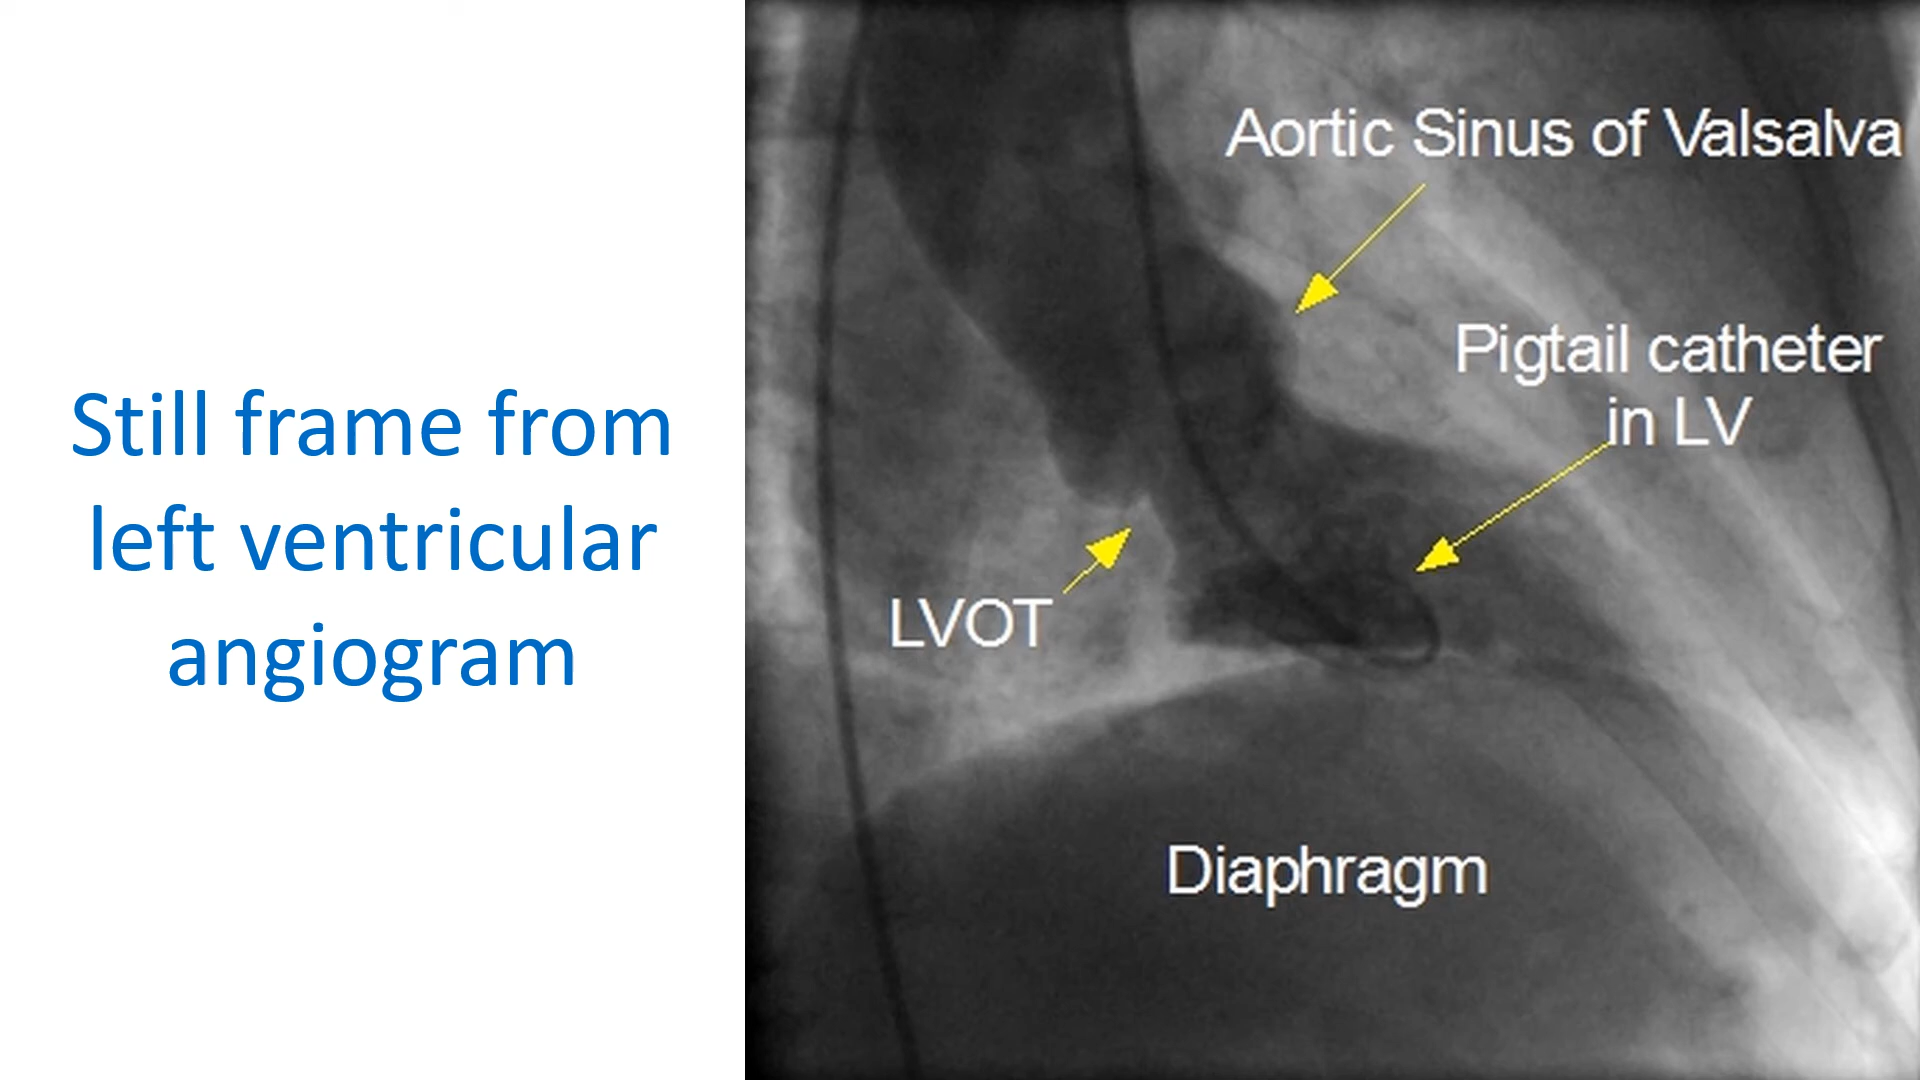 Still frame from
left ventricular
angiogram
Aortic Sinus of Valsalva
Pigtail catheter
in LV
LVOT
Diaphragm